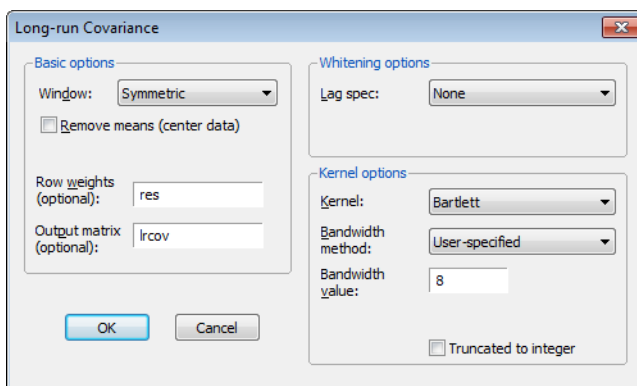 Long-run Covariance
Basic options
Window: Symmetric
Remove means (center data)
Row weights
(optional): res
Output matrix
(optional): lrcov
OK Cancel
Whitening options
Lag spec: None
Kernel options
Kernel: Bartlett
Bandwidth
method: User-specified
Bandwidth
value: 8
Truncated to integer